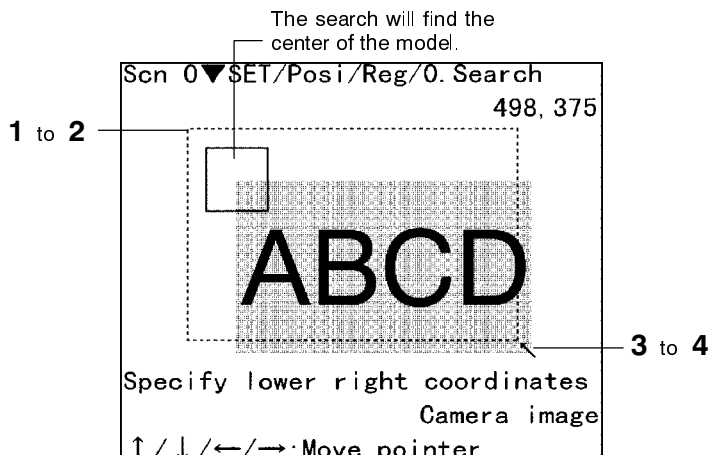 The search will find the
center of the model.
Scn 0▼SET/Posi/Reg/0.Search
498, 375
1 to 2
ABCD
3 to 4
Specify lower right coordinates
Camera image
↑/↓/←/→:Move pointer